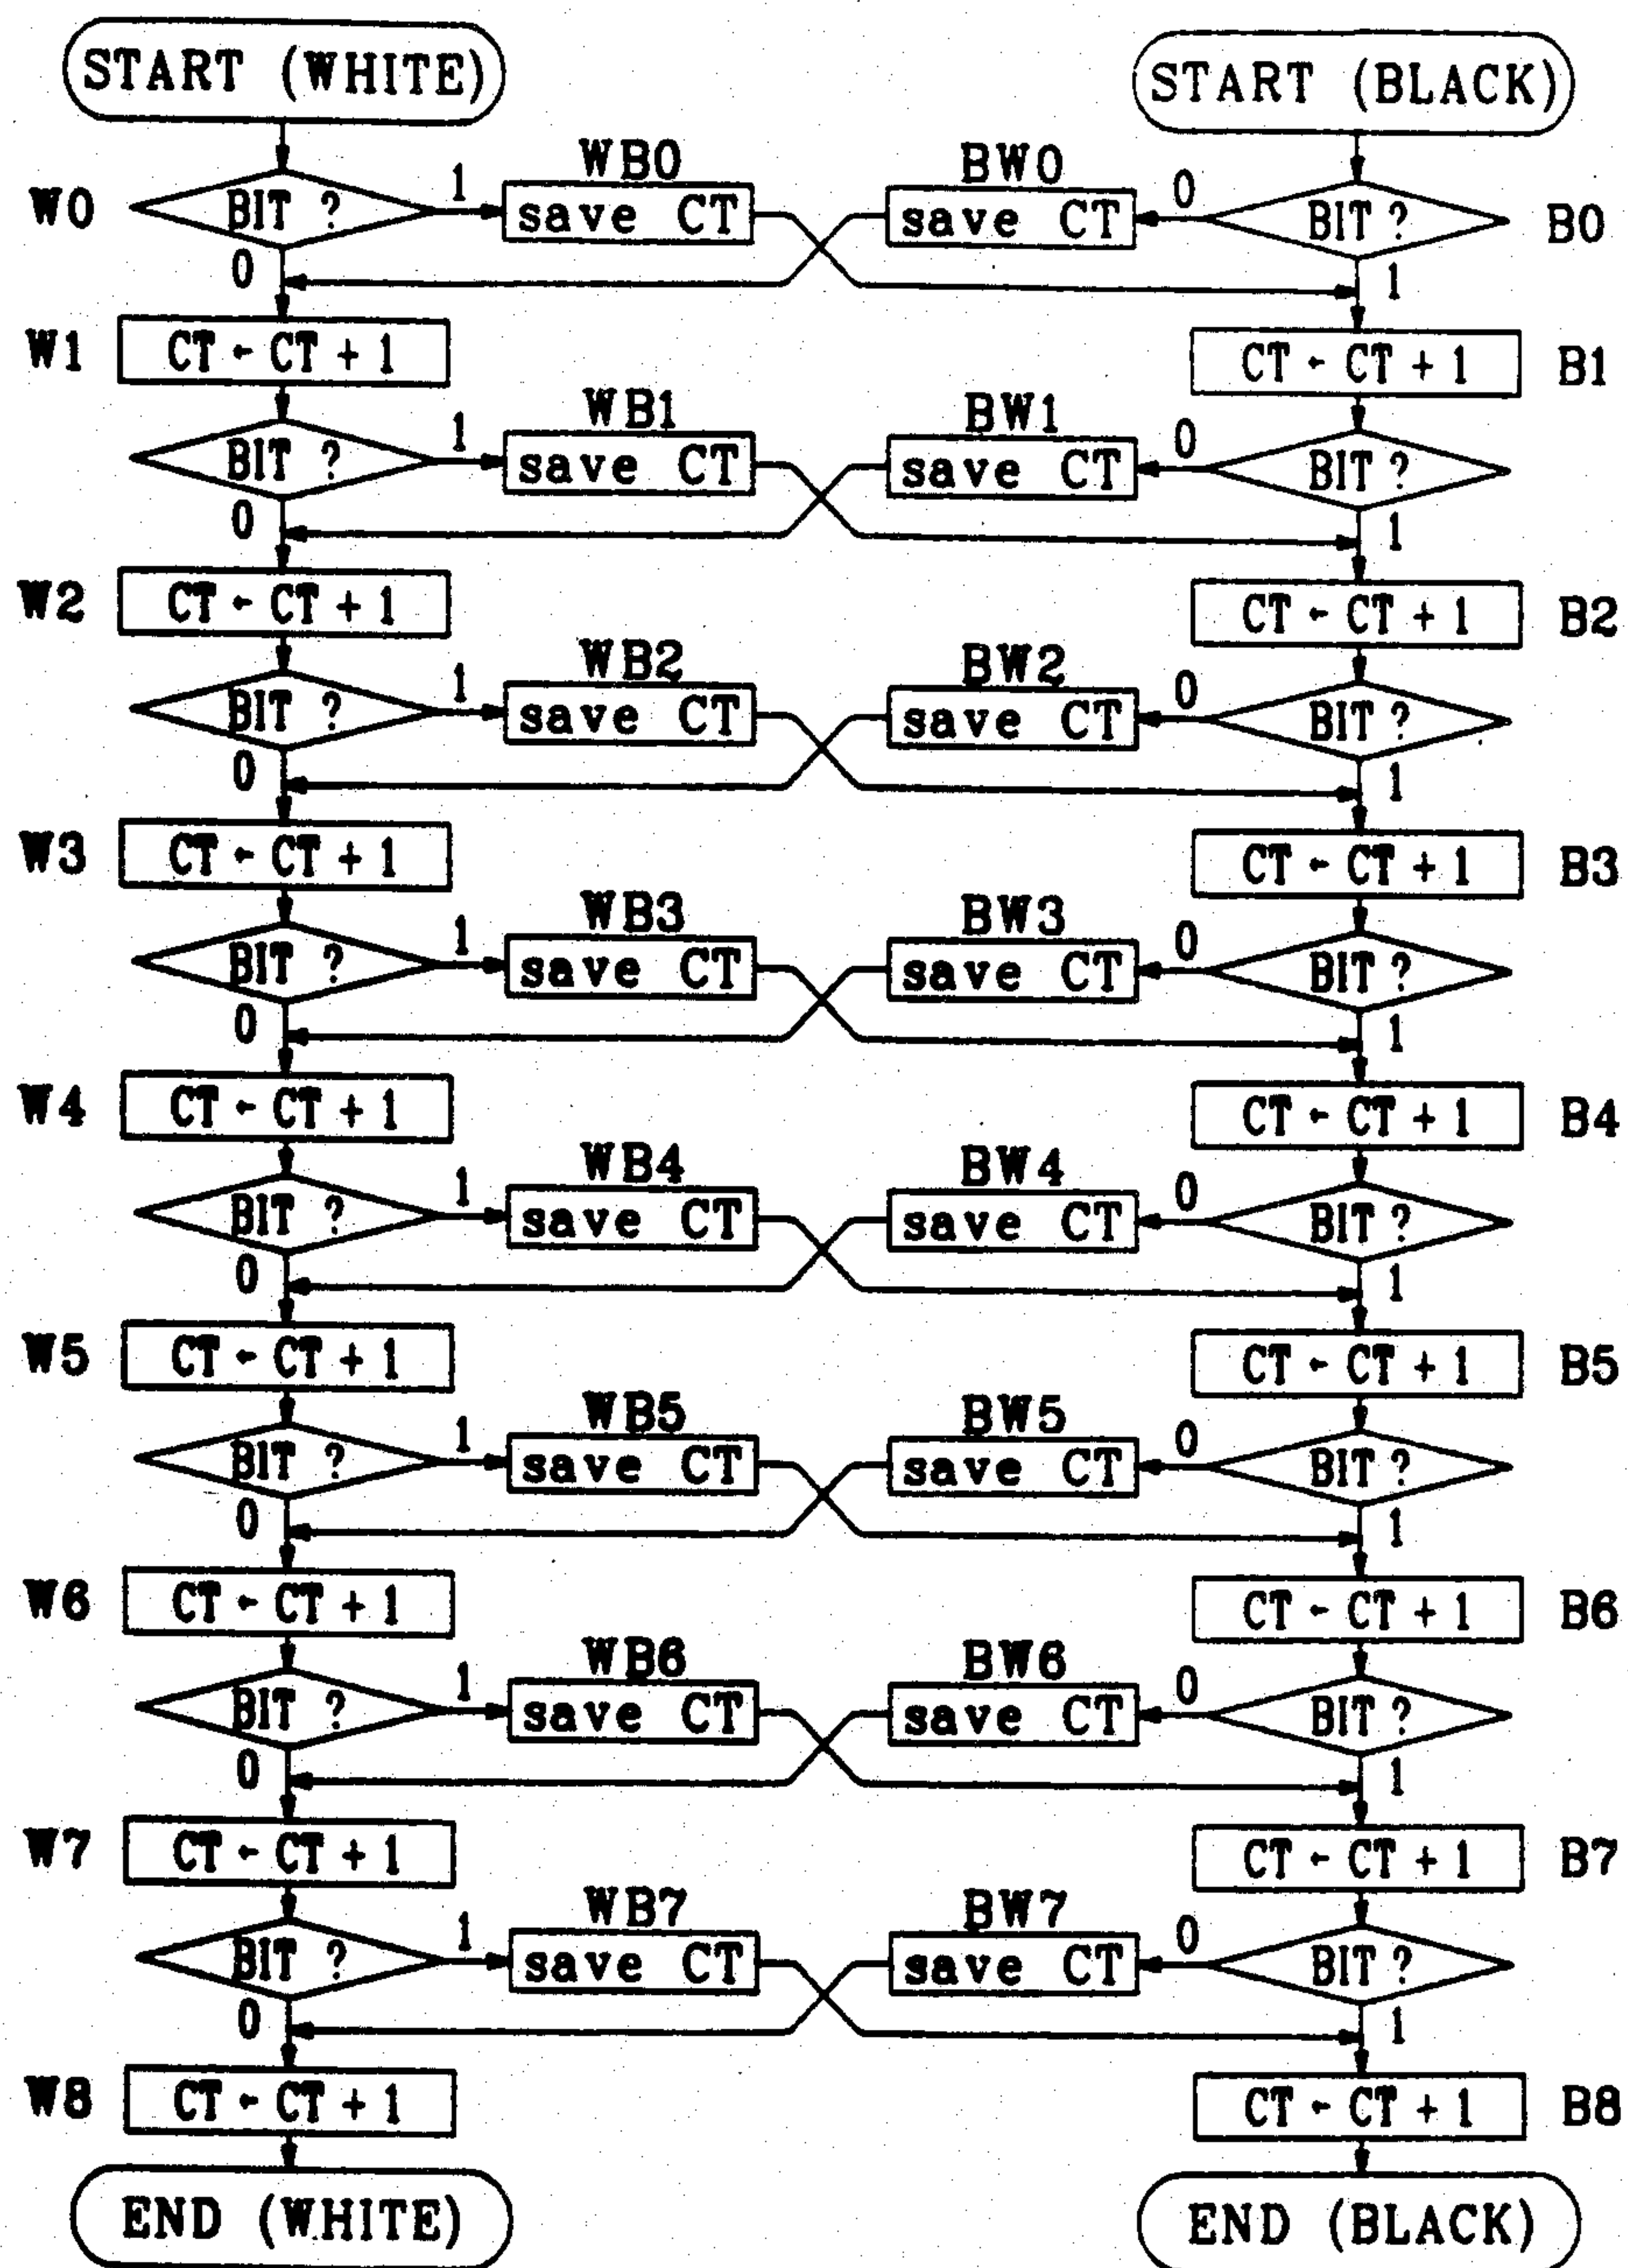 START (WHITE) START (BLACK)
WB0 BW0
W0 BIT ? 1 save CT save CT 0 BIT ? B0
0 1
W1 CT ← CT + 1 CT ← CT + 1 B1
WB1 BW1
BIT ? 1 save CT save CT 0 BIT ?
0 1
W2 CT ← CT + 1 CT ← CT + 1 B2
WB2 BW2
BIT ? 1 save CT save CT 0 BIT ?
0 1
W3 CT ← CT + 1 CT ← CT + 1 B3
WB3 BW3
BIT ? 1 save CT save CT 0 BIT ?
0 1
W4 CT ← CT + 1 CT ← CT + 1 B4
WB4 BW4
BIT ? 1 save CT save CT 0 BIT ?
0 1
W5 CT ← CT + 1 CT ← CT + 1 B5
WB5 BW5
BIT ? 1 save CT save CT 0 BIT ?
0 1
W6 CT ← CT + 1 CT ← CT + 1 B6
WB6 BW6
BIT ? 1 save CT save CT 0 BIT ?
0 1
W7 CT ← CT + 1 CT ← CT + 1 B7
WB7 BW7
BIT ? 1 save CT save CT 0 BIT ?
0 1
W8 CT ← CT + 1 CT ← CT + 1 B8
END (WHITE) END (BLACK)